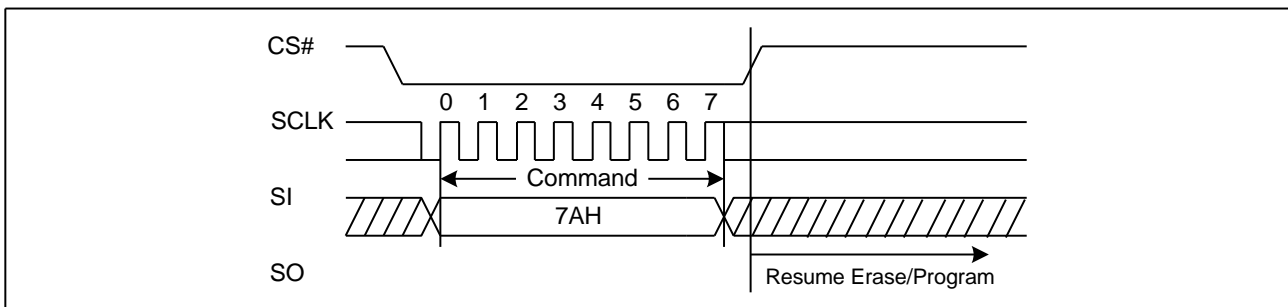 CS#
0 1 2 3 4 5 6 7
SCLK
Command
SI
7AH
SO
Resume Erase/Program